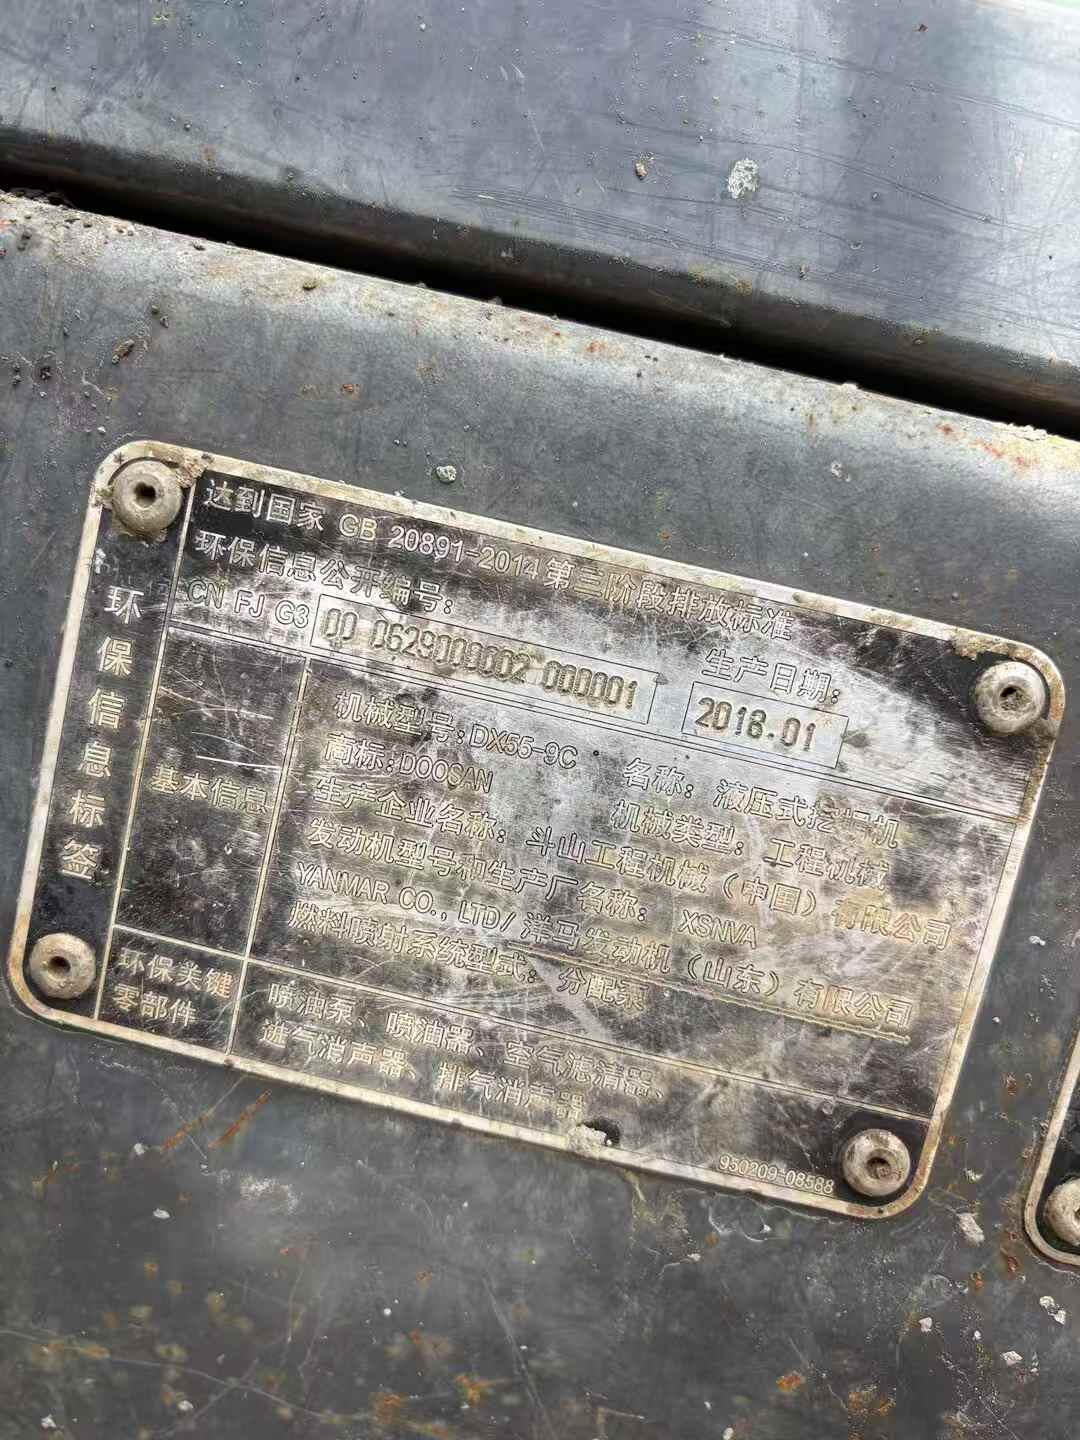 环保信息标签
达到国家 GB 20891-2014第三阶段排放标准
环保信息公开编号:
生产日期:
CN FJ G3 00 0629000002 000001
2018-01
基本信息
机械型号:DX55-9C 名称: 液压式挖掘机
商标:DOOSAN 机械类型: 工程机械
生产企业名称: 斗山工程机械(中国)有限公司
发动机型号和生产厂名称: XSNVA
YANMAR CO., LTD/ 洋马发动机(山东)有限公司
燃料喷射系统型式: 分配泵
环保关键
零部件
喷油泵、喷油器、空气滤清器、
进气消声器、排气消声器
950209-08588